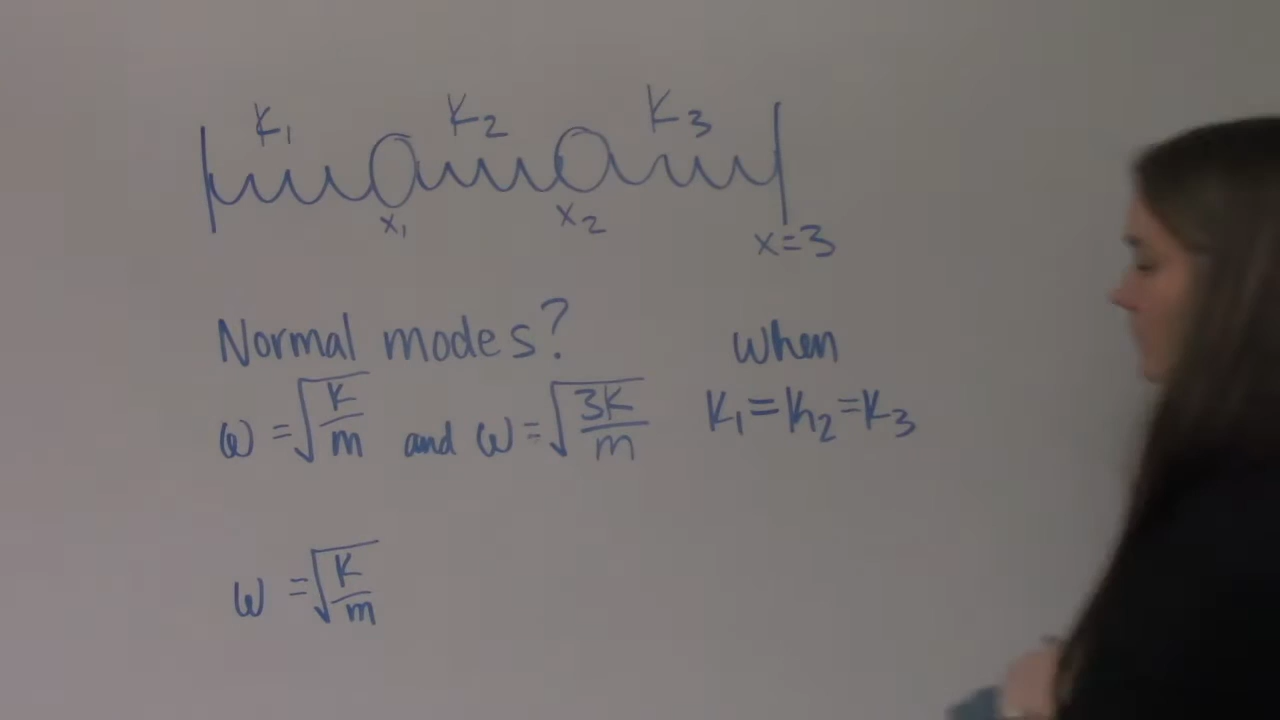 K₁ K₂ K₃
x₁ x₂ x=3
Normal modes? when
ω = √(K/m) and ω = √(3K/m) K₁=K₂=K₃
ω = √(K/m)